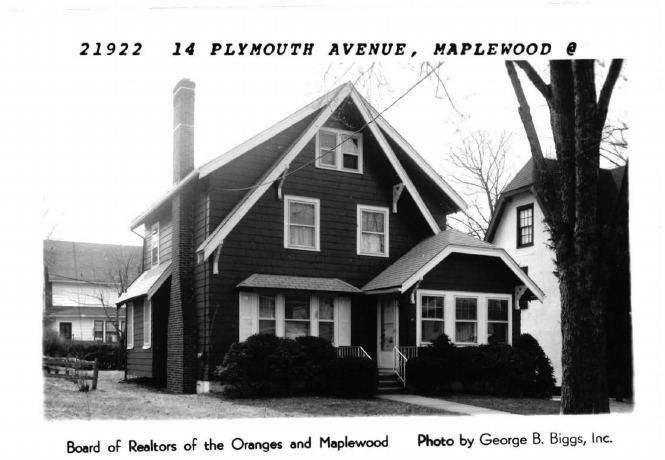 21922 14 PLYMOUTH AVENUE, MAPLEWOOD @
Board of Realtors of the Oranges and Maplewood Photo by George B. Biggs, Inc.